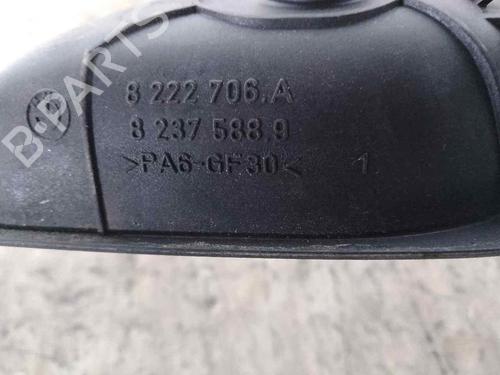 B-PARTS
8 222 706.A
8 237 588.9
>PA6-GF30< 1